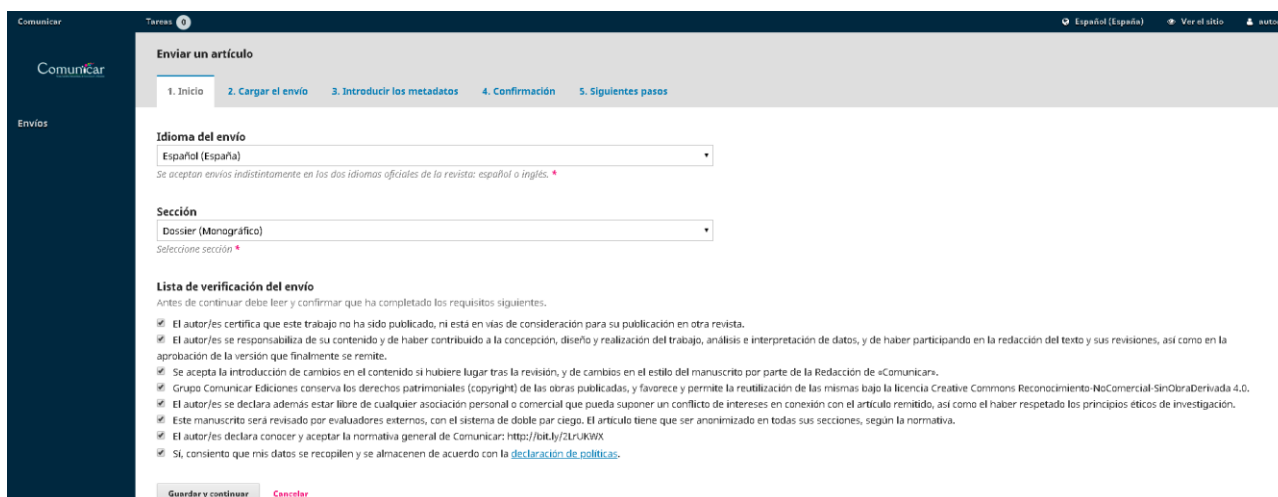 Comunicar
Tareas 0
Español (España)
Ver el sitio
auto
Comunicar
Envíos
Enviar un artículo
1. Inicio
2. Cargar el envío
3. Introducir los metadatos
4. Confirmación
5. Siguientes pasos
Idioma del envío
Español (España)
Se aceptan envíos indistintamente en los dos idiomas oficiales de la revista: español o inglés. *
Sección
Dossier (Monográfico)
Seleccione sección *
Lista de verificación del envío
Antes de continuar debe leer y confirmar que ha completado los requisitos siguientes.
El autor/es certifica que este trabajo no ha sido publicado, ni está en vías de consideración para su publicación en otra revista.
El autor/es se responsabiliza de su contenido y de haber contribuido a la concepción, diseño y realización del trabajo, análisis e interpretación de datos, y de haber participando en la redacción del texto y sus revisiones, así como en la
aprobación de la versión que finalmente se remite.
Se acepta la introducción de cambios en el contenido si hubiere lugar tras la revisión, y de cambios en el estilo del manuscrito por parte de la Redacción de «Comunicar».
Grupo Comunicar Ediciones conserva los derechos patrimoniales (copyright) de las obras publicadas, y favorece y permite la reutilización de las mismas bajo la licencia Creative Commons Reconocimiento-NoComercial-SinObraDerivada 4.0.
El autor/es se declara además estar libre de cualquier asociación personal o comercial que pueda suponer un conflicto de intereses en conexión con el artículo remitido, así como el haber respetado los principios éticos de investigación.
Este manuscrito será revisado por evaluadores externos, con el sistema de doble par ciego. El artículo tiene que ser anonimizado en todas sus secciones, según la normativa.
El autor/es declara conocer y aceptar la normativa general de Comunicar: http://bit.ly/2LrUKWX
Sí, consiento que mis datos se recopilen y se almacenen de acuerdo con la declaración de políticas.
Guardar y continuar
Cancelar